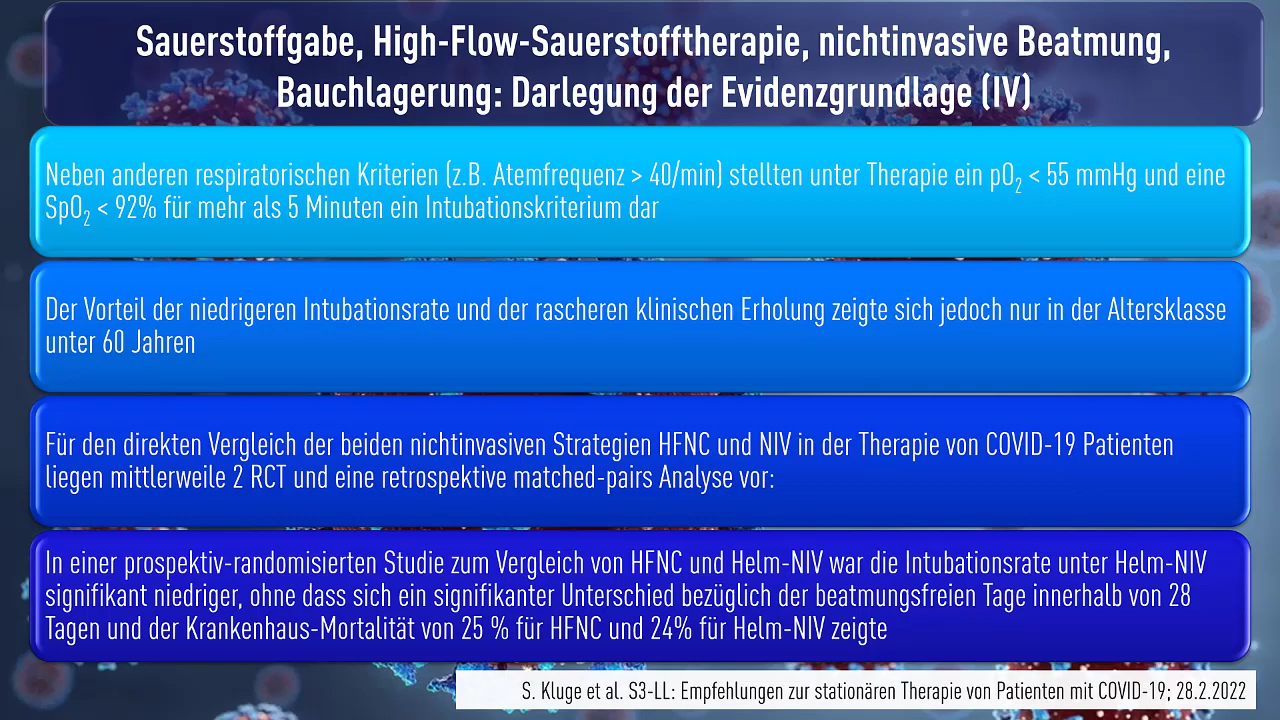 Sauerstoffgabe, High-Flow-Sauerstofftherapie, nichtinvasive Beatmung,
Bauchlagerung: Darlegung der Evidenzgrundlage (IV)
Neben anderen respiratorischen Kriterien (z.B. Atemfrequenz > 40/min) stellten unter Therapie ein pO₂ < 55 mmHg und eine
SpO₂ < 92% für mehr als 5 Minuten ein Intubationskriterium dar
Der Vorteil der niedrigeren Intubationsrate und der rascheren klinischen Erholung zeigte sich jedoch nur in der Altersklasse
unter 60 Jahren
Für den direkten Vergleich der beiden nichtinvasiven Strategien HFNC und NIV in der Therapie von COVID-19 Patienten
liegen mittlerweile 2 RCT und eine retrospektive matched-pairs Analyse vor:
In einer prospektiv-randomisierten Studie zum Vergleich von HFNC und Helm-NIV war die Intubationsrate unter Helm-NIV
signifikant niedriger, ohne dass sich ein signifikanter Unterschied bezüglich der beatmungsfreien Tage innerhalb von 28
Tagen und der Krankenhaus-Mortalität von 25 % für HFNC und 24% für Helm-NIV zeigte
S. Kluge et al. S3-LL: Empfehlungen zur stationären Therapie von Patienten mit COVID-19; 28.2.2022